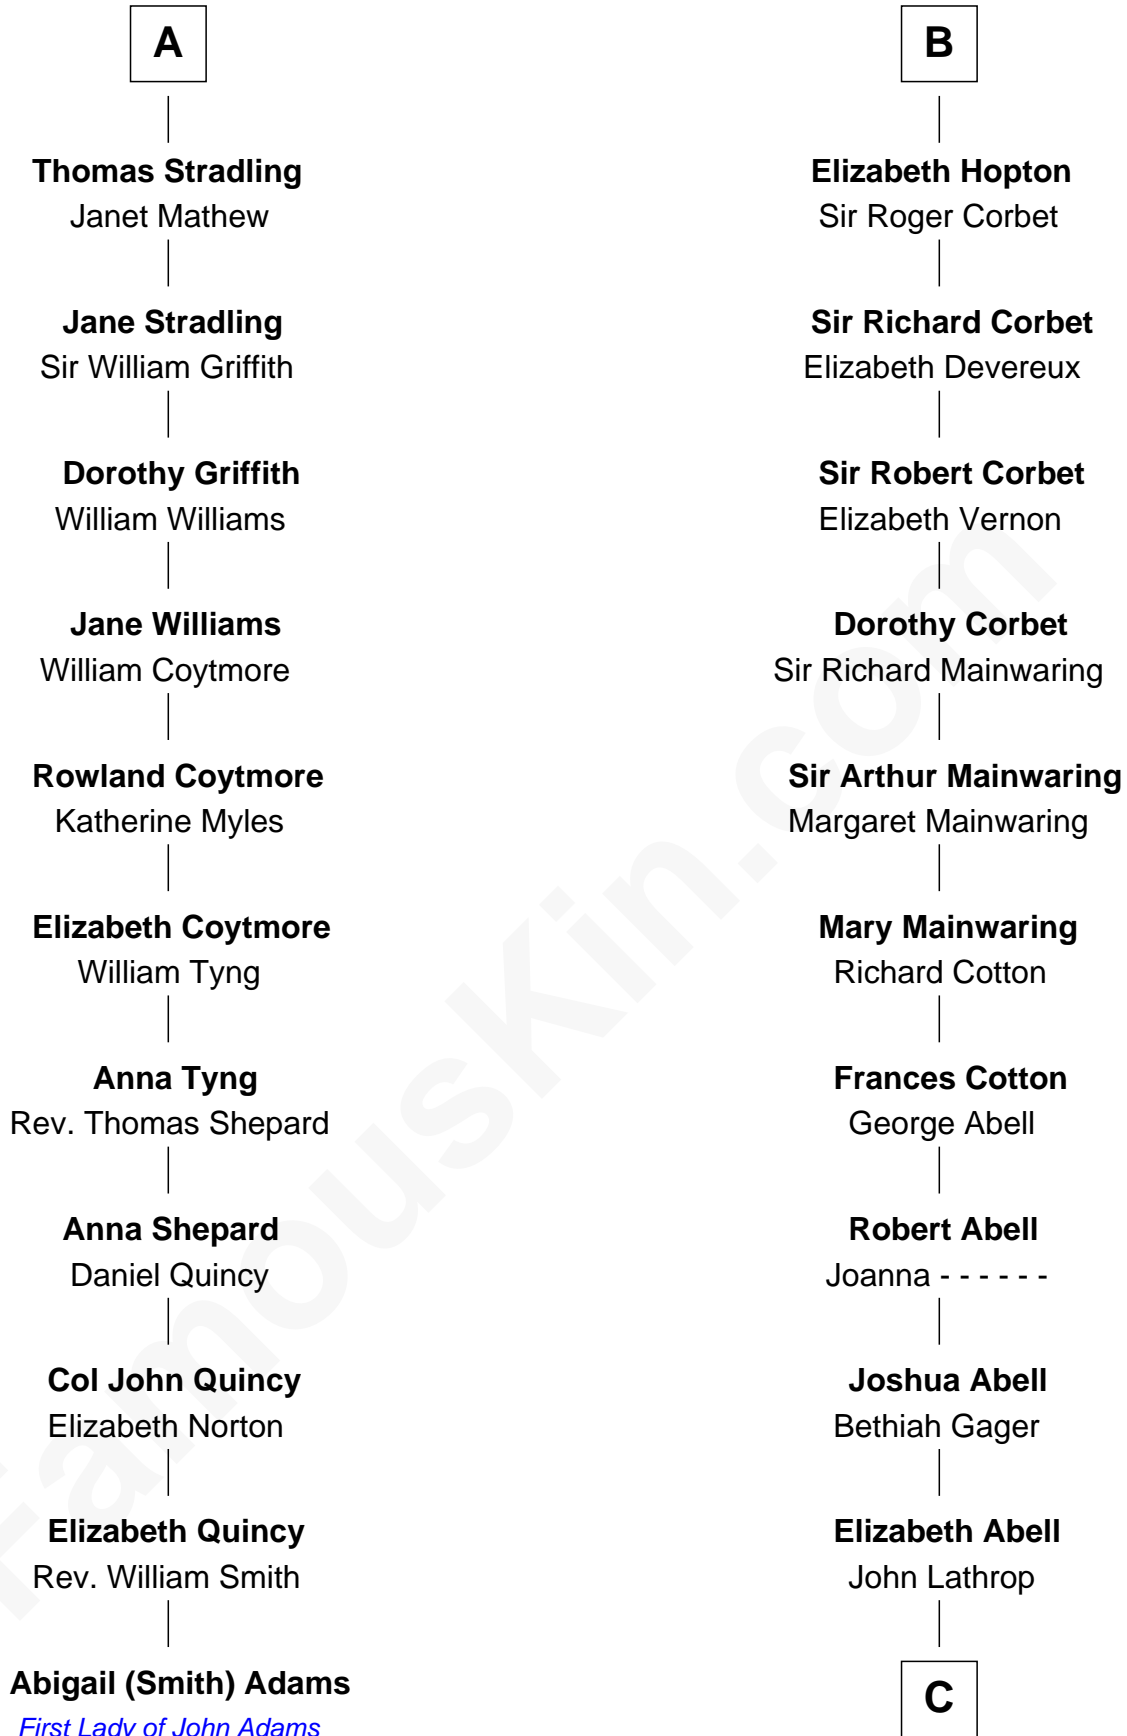 A
Thomas Stradling
Janet Mathew
Jane Stradling
Sir William Griffith
Dorothy Griffith
William Williams
Jane Williams
William Coytmore
Rowland Coytmore
Katherine Myles
Elizabeth Coytmore
William Tyng
Anna Tyng
Rev. Thomas Shepard
Anna Shepard
Daniel Quincy
Col John Quincy
Elizabeth Norton
Elizabeth Quincy
Rev. William Smith
Abigail (Smith) Adams
First Lady of John Adams
B
Elizabeth Hopton
Sir Roger Corbet
Sir Richard Corbet
Elizabeth Devereux
Sir Robert Corbet
Elizabeth Vernon
Dorothy Corbet
Sir Richard Mainwaring
Sir Arthur Mainwaring
Margaret Mainwaring
Mary Mainwaring
Richard Cotton
Frances Cotton
George Abell
Robert Abell
Joanna - - - - - -
Joshua Abell
Bethiah Gager
Elizabeth Abell
John Lathrop
C
FamousKin.com